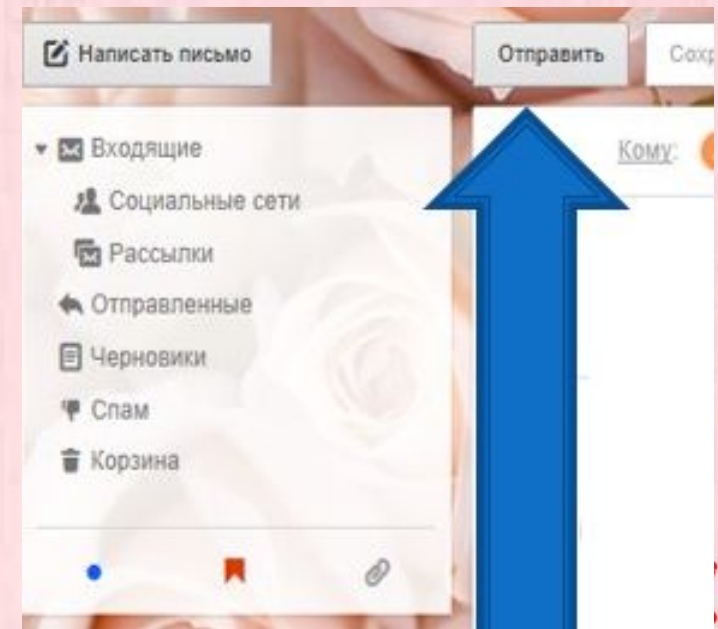 Написать письмо
Отправить
Входящие
Кому:
Социальные сети
Рассылки
Отправленные
Черновики
Спам
Корзина